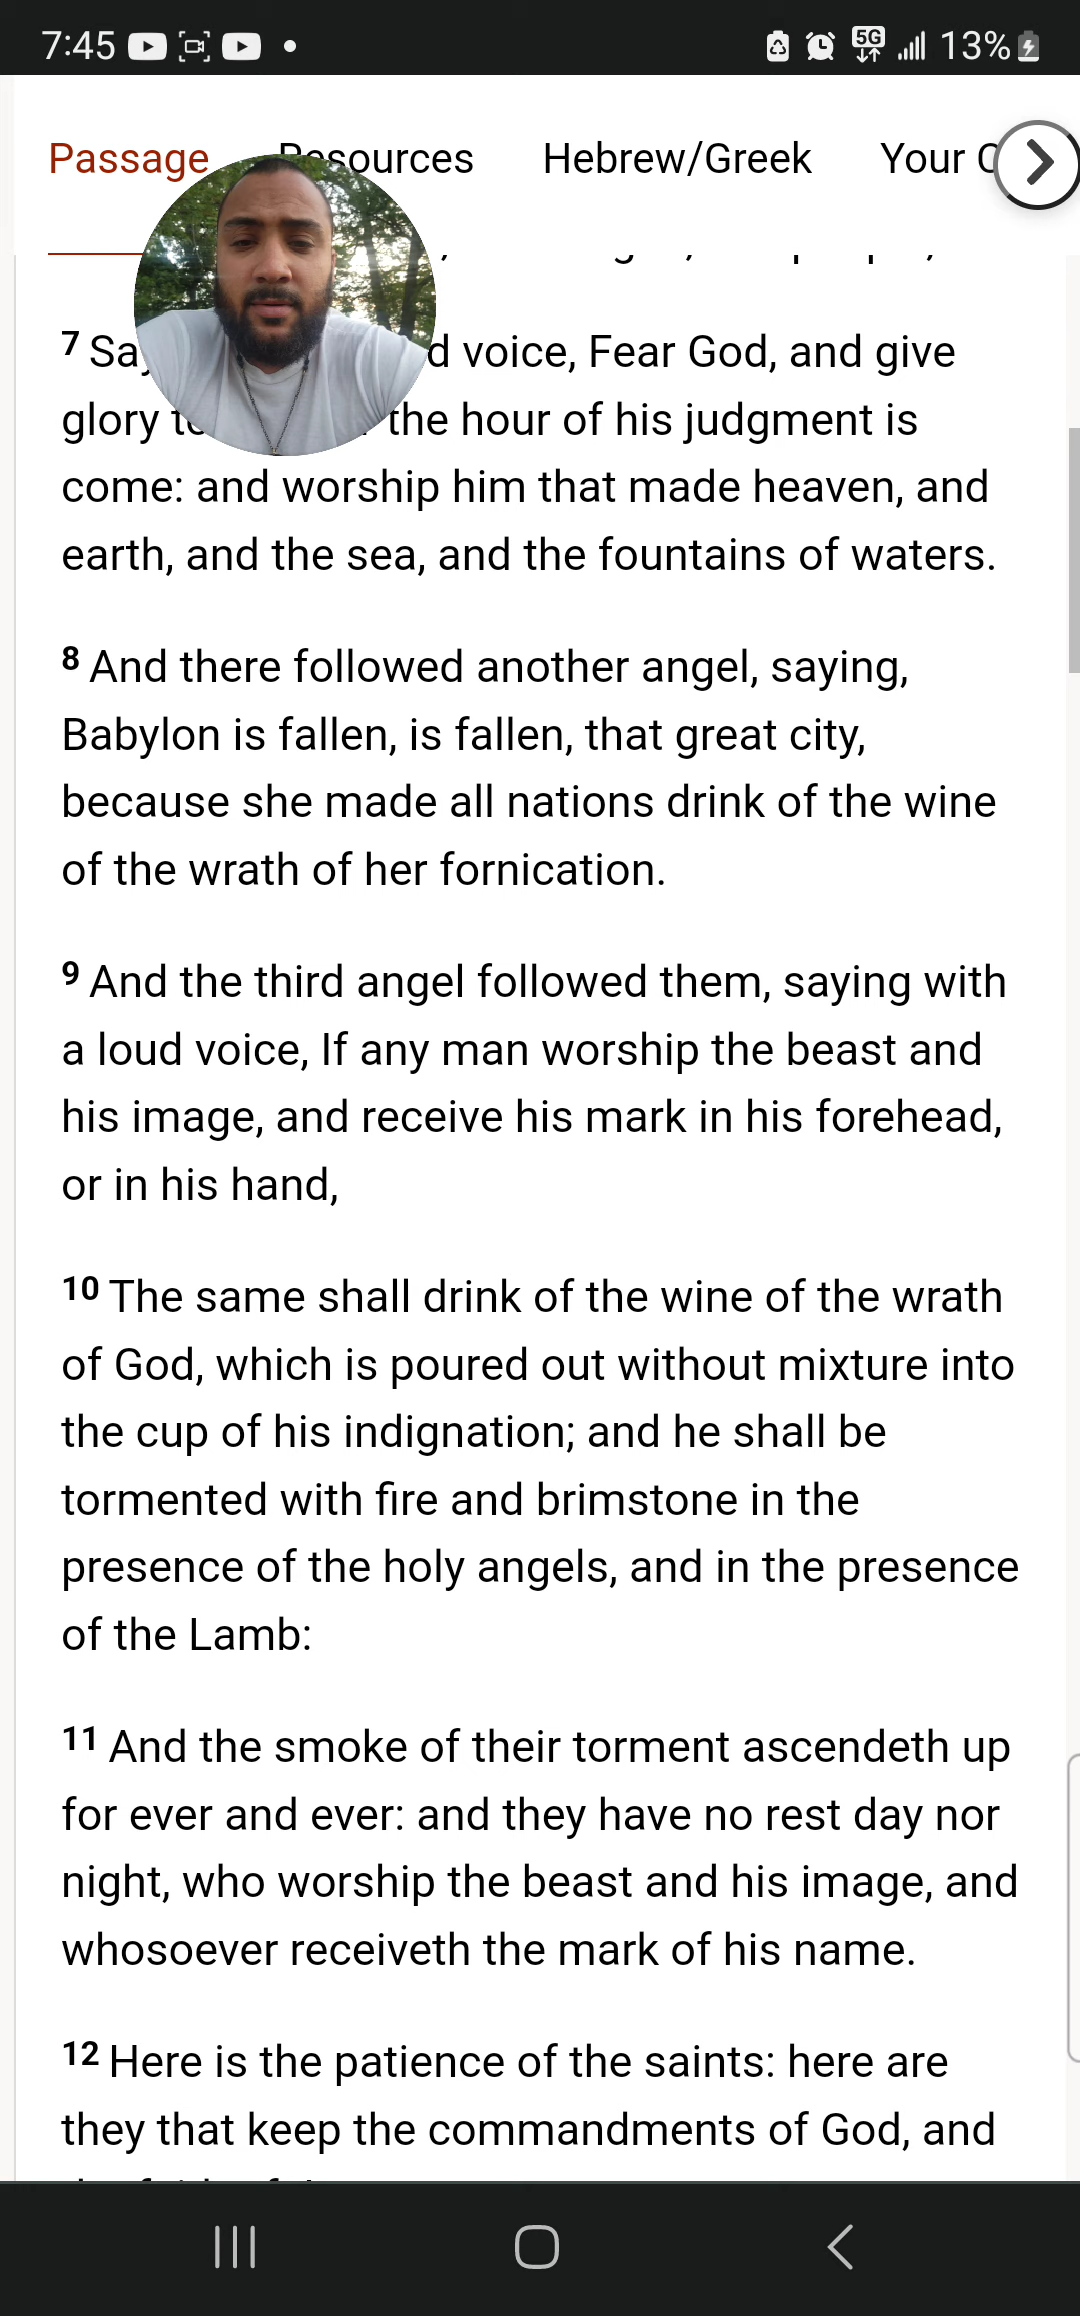 7:45 5G 13%
Passage Resources Hebrew/Greek Your
7 d voice, Fear God, and give
glory the hour of his judgment is
come: and worship him that made heaven, and
earth, and the sea, and the fountains of waters.
8 And there followed another angel, saying,
Babylon is fallen, is fallen, that great city,
because she made all nations drink of the wine
of the wrath of her fornication.
9 And the third angel followed them, saying with
a loud voice, If any man worship the beast and
his image, and receive his mark in his forehead,
or in his hand,
10 The same shall drink of the wine of the wrath
of God, which is poured out without mixture into
the cup of his indignation; and he shall be
tormented with fire and brimstone in the
presence of the holy angels, and in the presence
of the Lamb:
11 And the smoke of their torment ascendeth up
for ever and ever: and they have no rest day nor
night, who worship the beast and his image, and
whosoever receiveth the mark of his name.
12 Here is the patience of the saints: here are
they that keep the commandments of God, and